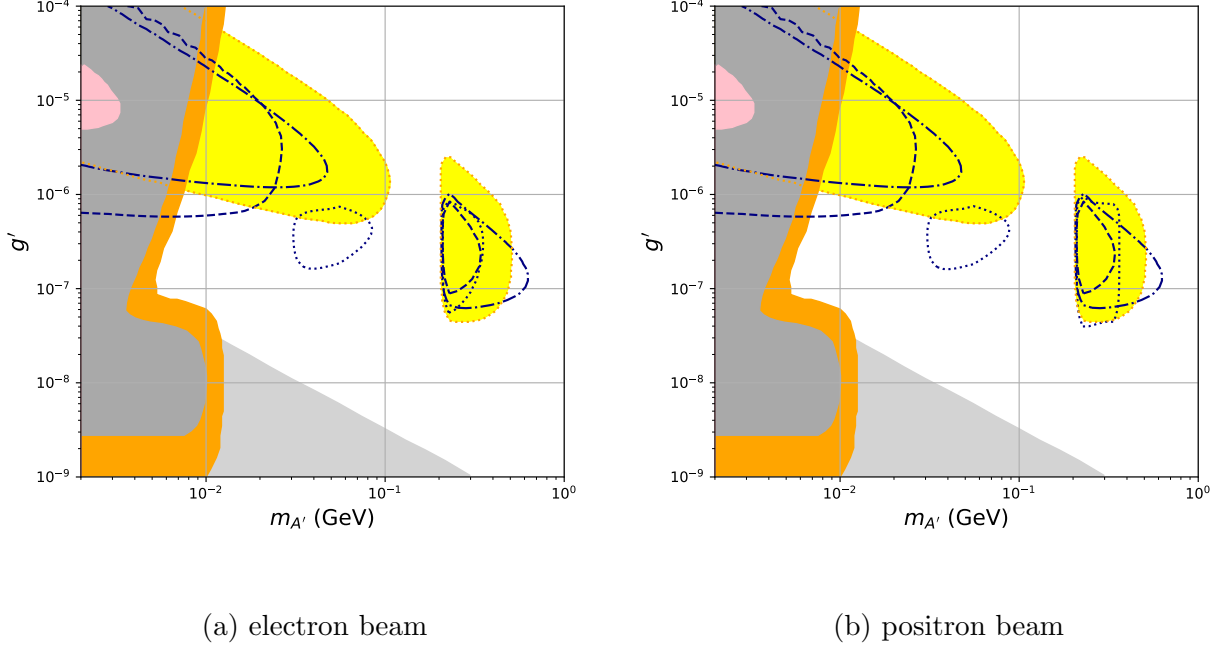 10⁻⁴
10⁻⁵
10⁻⁶
10⁻⁷
10⁻⁸
10⁻⁹
g′
10⁻² 10⁻¹ 10⁰
m_{A′} (GeV)
(a) electron beam
10⁻⁴
10⁻⁵
10⁻⁶
10⁻⁷
10⁻⁸
10⁻⁹
g′
10⁻² 10⁻¹ 10⁰
m_{A′} (GeV)
(b) positron beam